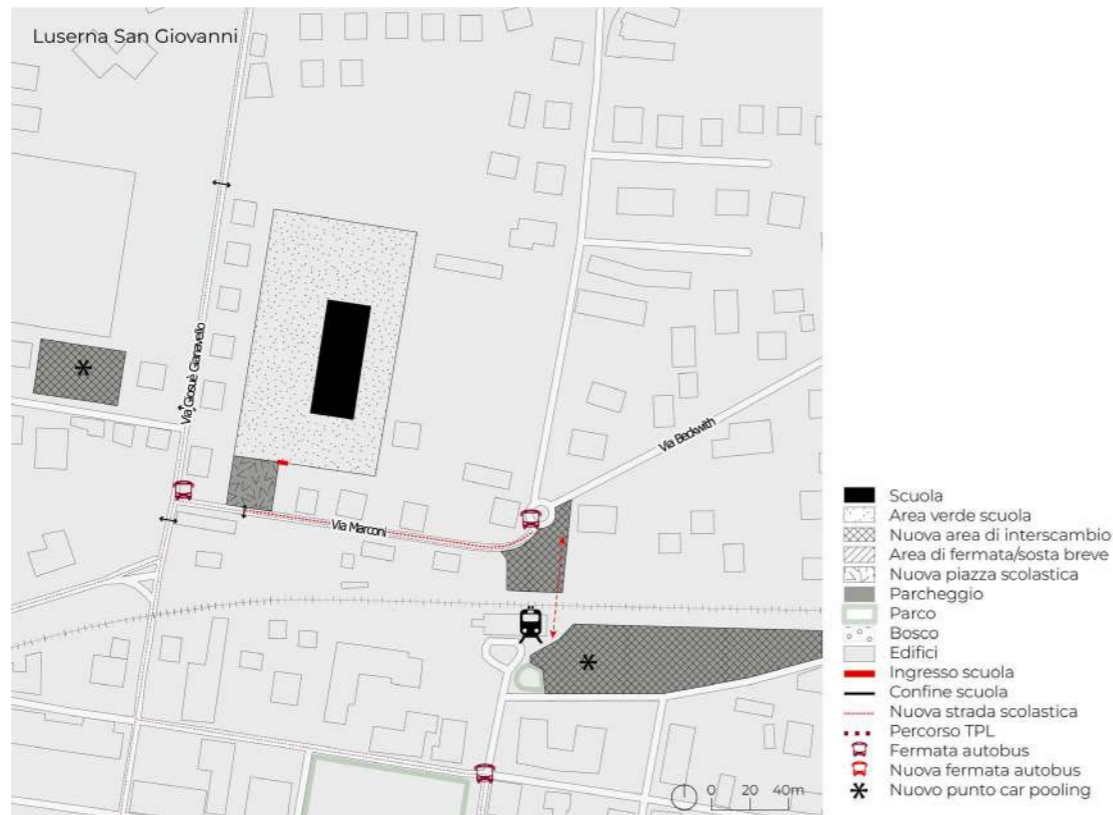 Luserna San Giovanni
Via Giosuè Gianavello
Via Beckwith
Via Marconi
0 20 40m
Scuola
Area verde scuola
Nuova area di interscambio
Area di fermata/sosta breve
Nuova piazza scolastica
Parcheggio
Parco
Bosco
Edifici
Ingresso scuola
Confine scuola
Nuova strada scolastica
Percorso TPL
Fermata autobus
Nuova fermata autobus
Nuovo punto car pooling